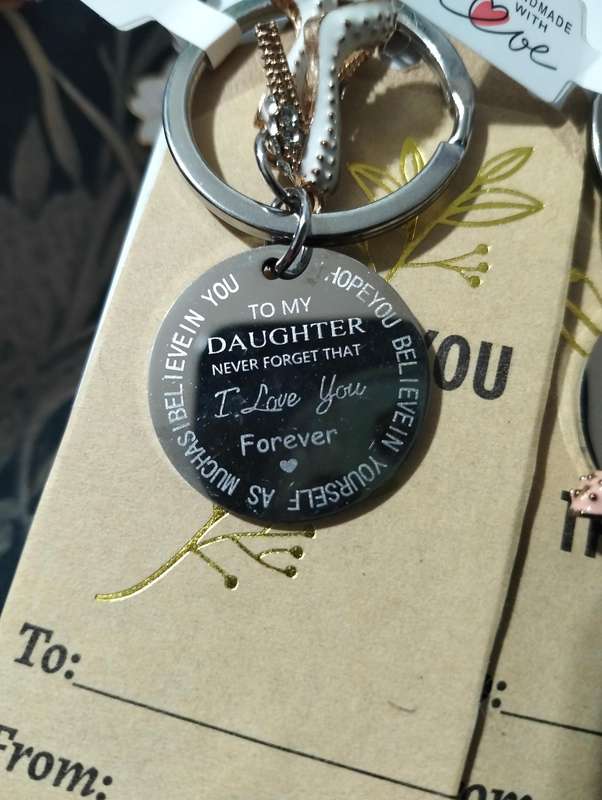 MADE
WITH
Love
HOPE YOU BELIEVE IN YOURSELF AS MUCH AS I BELIEVE IN YOU
TO MY
DAUGHTER
NEVER FORGET THAT
I Love You
Forever
YOU
To:
From: